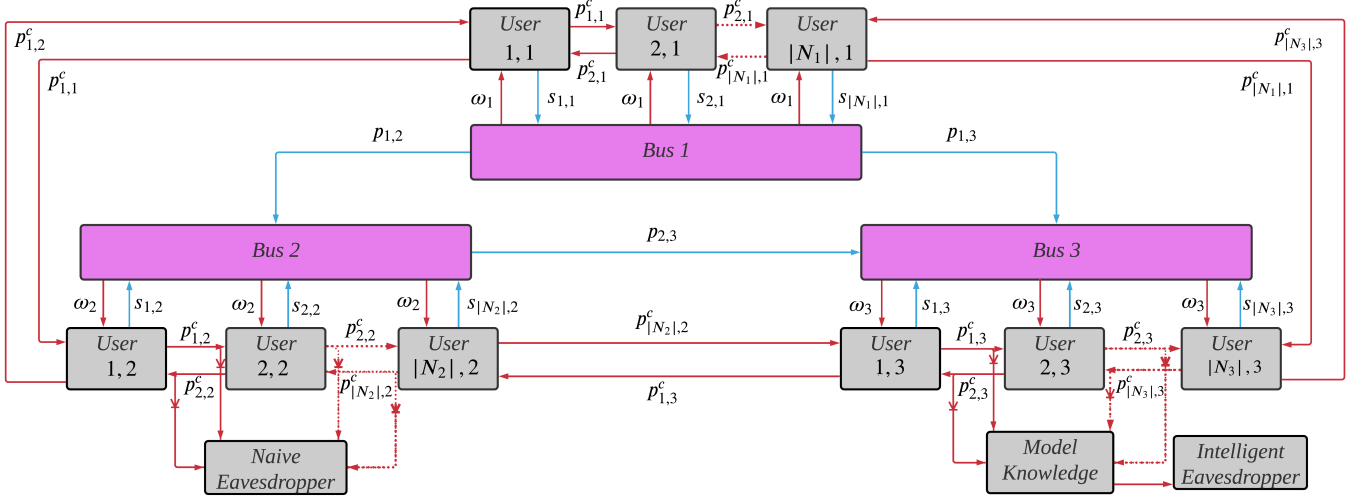 User
1, 1
User
2, 1
User
|N₁|, 1
p^c_{1,1}
p^c_{2,1}
p^c_{2,1}
p^c_{|N₁|,1}
p^c_{1,2}
p^c_{1,1}
p^c_{|N₃|,3}
p^c_{|N₁|,1}
ω₁
s_{1,1}
ω₁
s_{2,1}
ω₁
s_{|N₁|,1}
Bus 1
p_{1,2}
p_{1,3}
Bus 2
p_{2,3}
Bus 3
ω₂
s_{1,2}
ω₂
s_{2,2}
ω₂
s_{|N₂|,2}
ω₃
s_{1,3}
ω₃
s_{2,3}
ω₃
s_{|N₃|,3}
User
1, 2
p^c_{1,2}
p^c_{2,2}
User
2, 2
p^c_{2,2}
p^c_{|N₂|,2}
User
|N₂|, 2
p^c_{|N₂|,2}
p^c_{1,3}
User
1, 3
p^c_{1,3}
p^c_{2,3}
User
2, 3
p^c_{2,3}
p^c_{|N₃|,3}
User
|N₃|, 3
Naive
Eavesdropper
Model
Knowledge
Intelligent
Eavesdropper